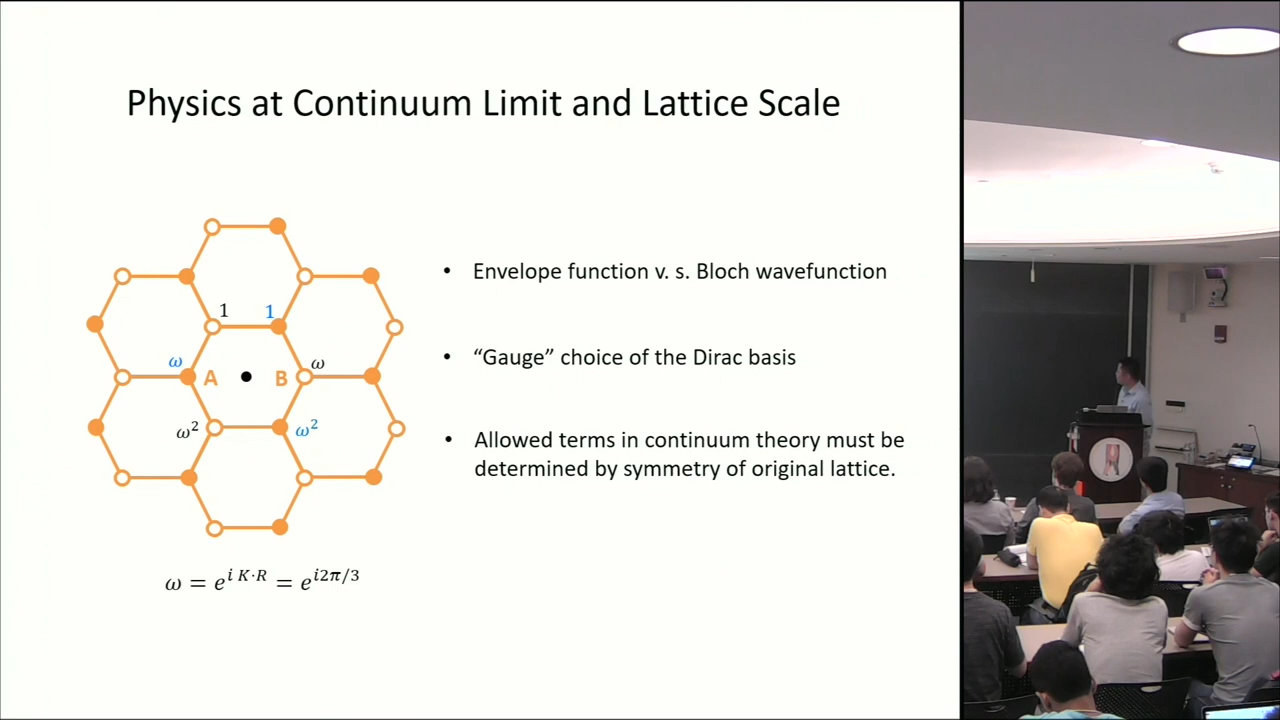 Physics at Continuum Limit and Lattice Scale
1 1
ω A B ω
ω² ω²
ω = e^{i K·R} = e^{i2π/3}
• Envelope function v. s. Bloch wavefunction
• “Gauge” choice of the Dirac basis
• Allowed terms in continuum theory must be
determined by symmetry of original lattice.